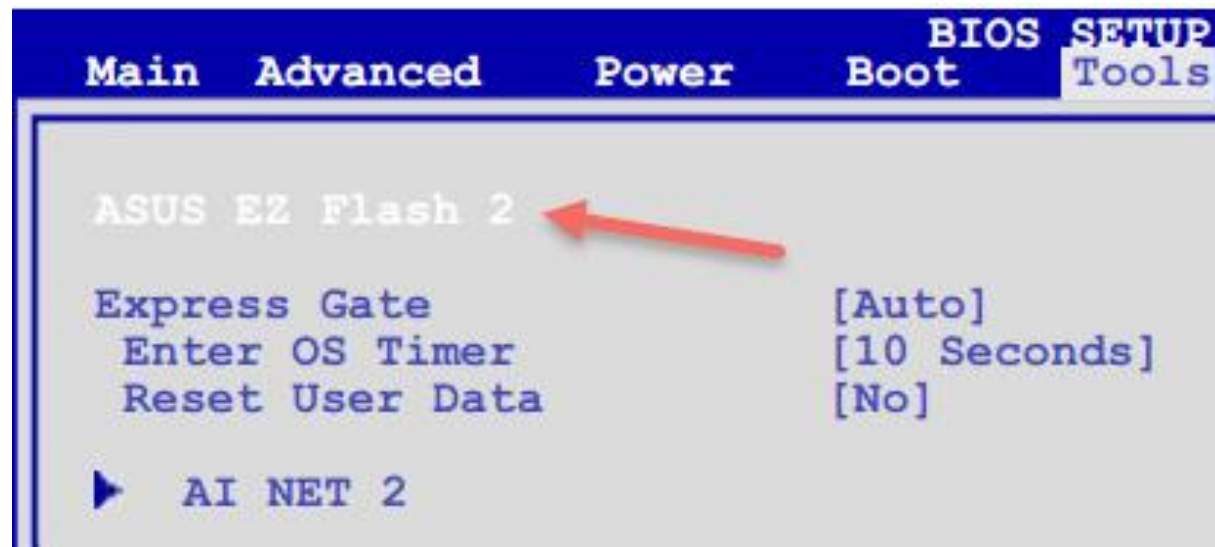 BIOS SETUP
Main Advanced Power Boot Tools
ASUS EZ Flash 2
Express Gate [Auto]
Enter OS Timer [10 Seconds]
Reset User Data [No]
AI NET 2